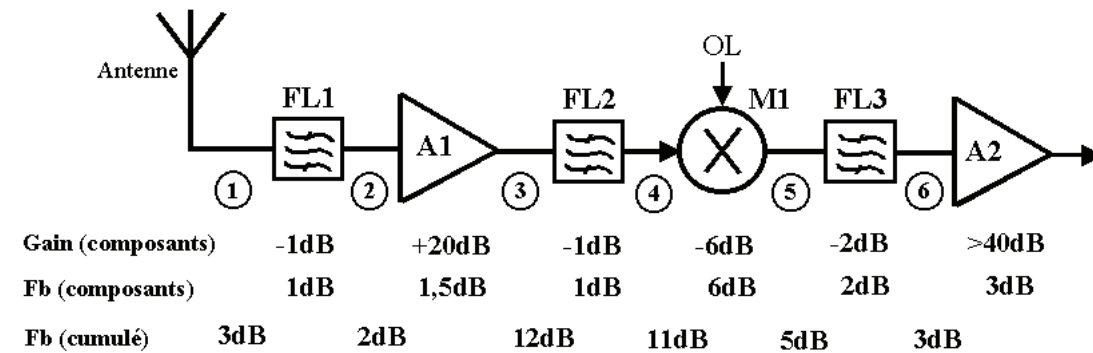 OL
Antenne
FL1 FL2 M1 FL3
A1 A2
1 2 3 4 5 6
Gain (composants) -1dB +20dB -1dB -6dB -2dB >40dB
Fb (composants) 1dB 1,5dB 1dB 6dB 2dB 3dB
Fb (cumulé) 3dB 2dB 12dB 11dB 5dB 3dB